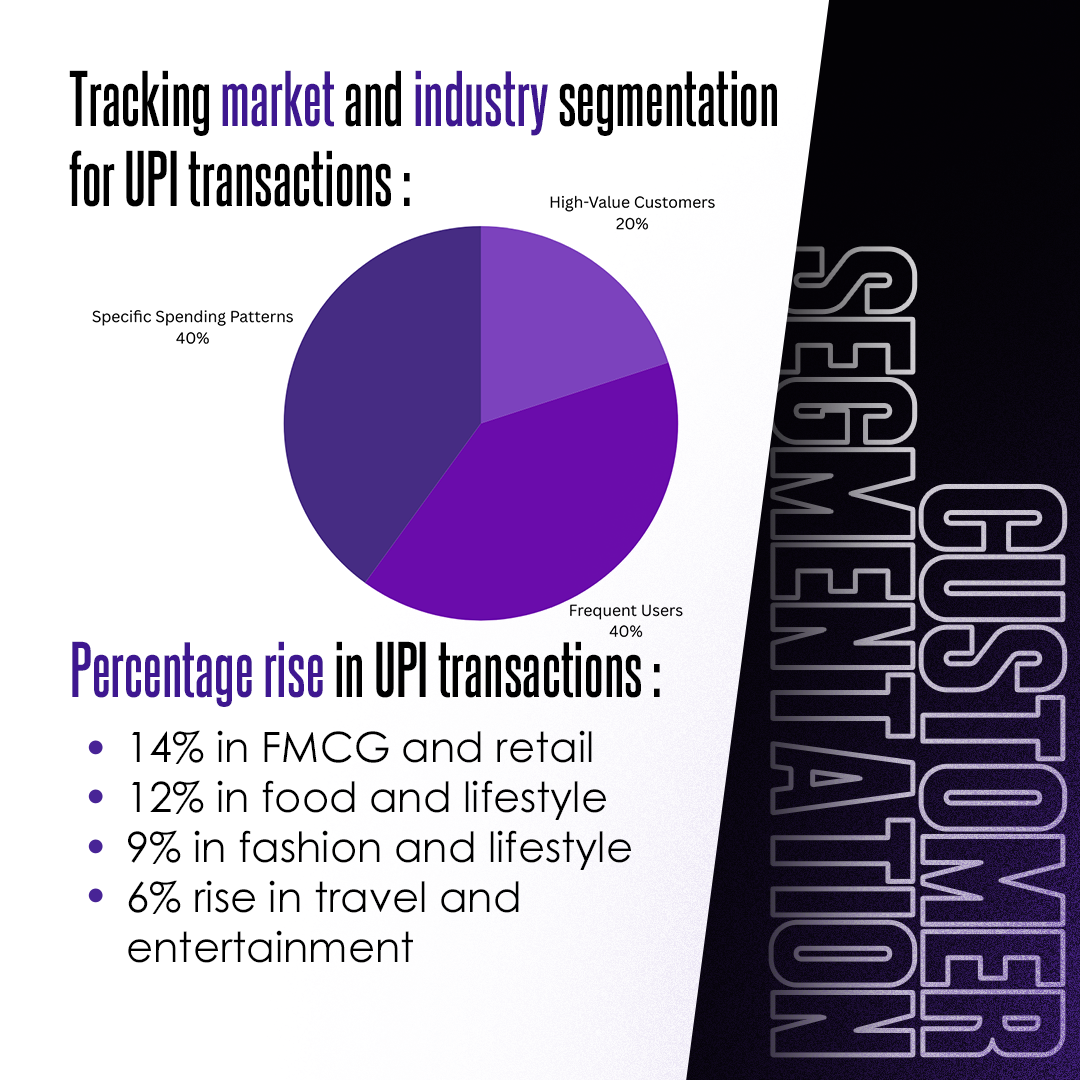 Tracking market and industry segmentation
for UPI transactions :
High-Value Customers
20%
Specific Spending Patterns
40%
Frequent Users
40%
Percentage rise in UPI transactions :
• 14% in FMCG and retail
• 12% in food and lifestyle
• 9% in fashion and lifestyle
• 6% rise in travel and
entertainment
CUSTOMER
SEGMENTATION